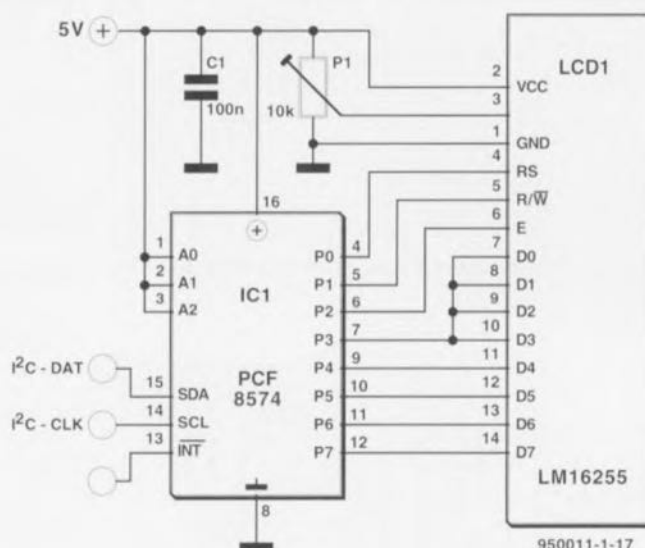 5V
C1
100n
P1
10k
LCD1
2 VCC
3
1 GND
4 RS
5 R/W̅
6 E
7 D0
8 D1
9 D2
10 D3
11 D4
12 D5
13 D6
14 D7
LM16255
16
1 A0
2 A1
3 A2
IC1
PCF
8574
P0 4
P1 5
P2 6
P3 7
P4 9
P5 10
P6 11
P7 12
I²C - DAT
15 SDA
I²C - CLK
14 SCL
13 I̅N̅T̅
8
950011-1-17